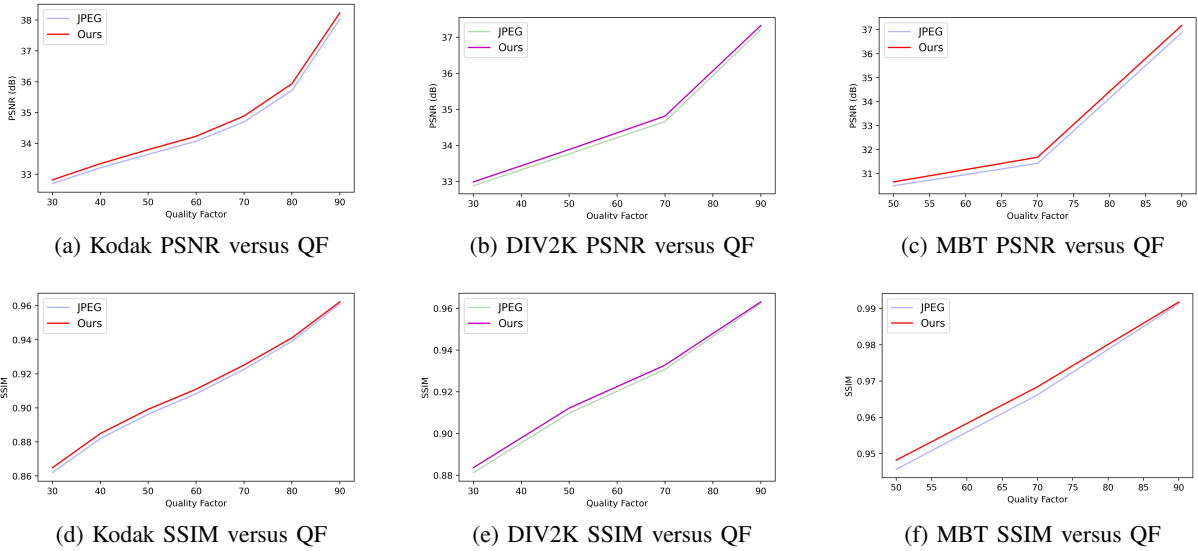 PSNR (dB)
38
37
36
35
34
33
JPEG
Ours
30 40 50 60 70 80 90
Quality Factor
(a) Kodak PSNR versus QF
PSNR (dB)
37
36
35
34
33
JPEG
Ours
30 40 50 60 70 80 90
Quality Factor
(b) DIV2K PSNR versus QF
PSNR (dB)
37
36
35
34
33
32
31
JPEG
Ours
50 55 60 65 70 75 80 85 90
Quality Factor
(c) MBT PSNR versus QF
SSIM
0.96
0.94
0.92
0.90
0.88
0.86
JPEG
Ours
30 40 50 60 70 80 90
Quality Factor
(d) Kodak SSIM versus QF
SSIM
0.96
0.94
0.92
0.90
0.88
JPEG
Ours
30 40 50 60 70 80 90
Quality Factor
(e) DIV2K SSIM versus QF
SSIM
0.99
0.98
0.97
0.96
0.95
JPEG
Ours
50 55 60 65 70 75 80 85 90
Quality Factor
(f) MBT SSIM versus QF